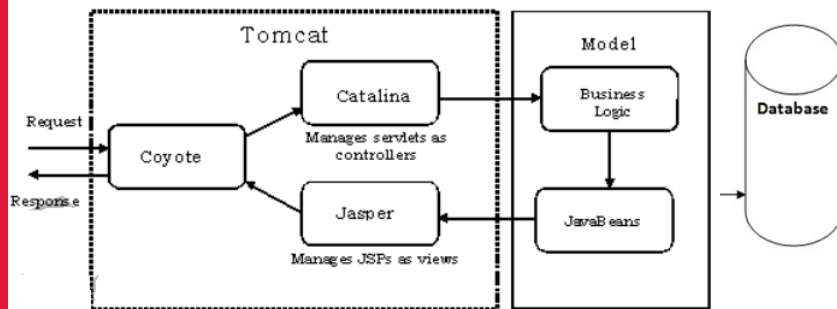 Tomcat
Model
Catalina
Manages servlets as
controllers
Business
Logic
Database
Request
Coyote
Response
Jasper
Manages JSPs as views
JavaBeans